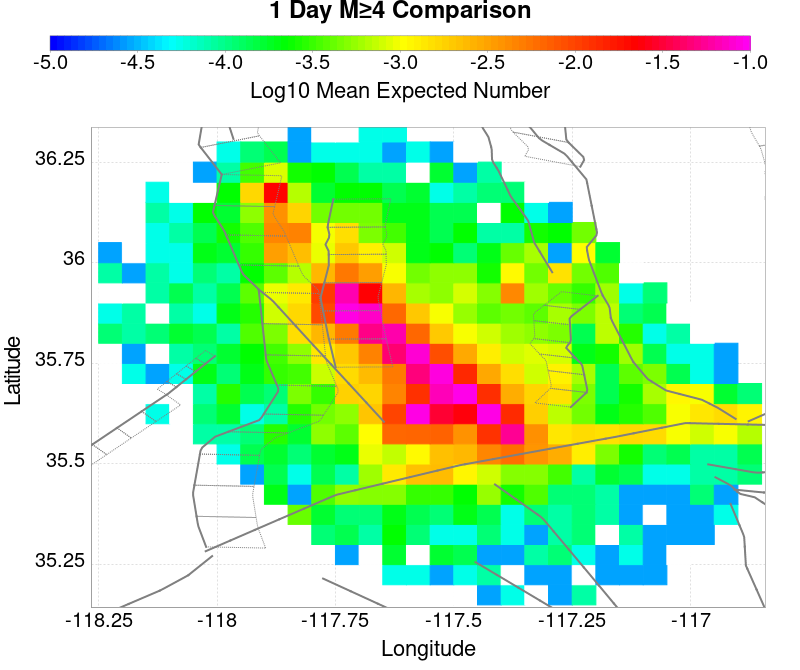 1 Day M≥4 Comparison
-5.0 -4.5 -4.0 -3.5 -3.0 -2.5 -2.0 -1.5 -1.0
Log10 Mean Expected Number
36.25
36
35.75
35.5
35.25
Latitude
-118.25 -118 -117.75 -117.5 -117.25 -117
Longitude